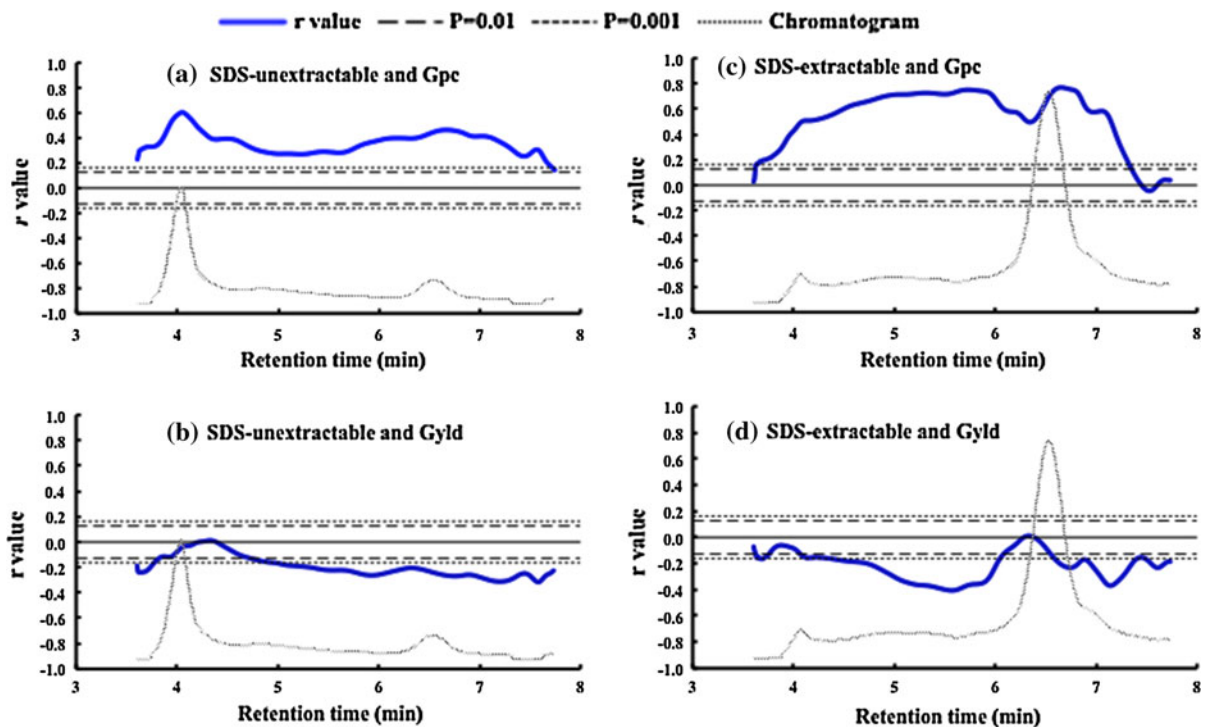 r value P=0.01 P=0.001 Chromatogram
(a) SDS-unextractable and Gpc
1.0
0.8
0.6
0.4
0.2
0.0
-0.2
-0.4
-0.6
-0.8
-1.0
r value
3 4 5 6 7 8
Retention time (min)
(c) SDS-extractable and Gpc
1.0
0.8
0.6
0.4
0.2
0.0
-0.2
-0.4
-0.6
-0.8
-1.0
r value
3 4 5 6 7 8
Retention time (min)
(b) SDS-unextractable and Gyld
1.0
0.8
0.6
0.4
0.2
0.0
-0.2
-0.4
-0.6
-0.8
-1.0
r value
3 4 5 6 7 8
Retention time (min)
(d) SDS-extractable and Gyld
1.0
0.8
0.6
0.4
0.2
0.0
-0.2
-0.4
-0.6
-0.8
-1.0
r value
3 4 5 6 7 8
Retention time (min)